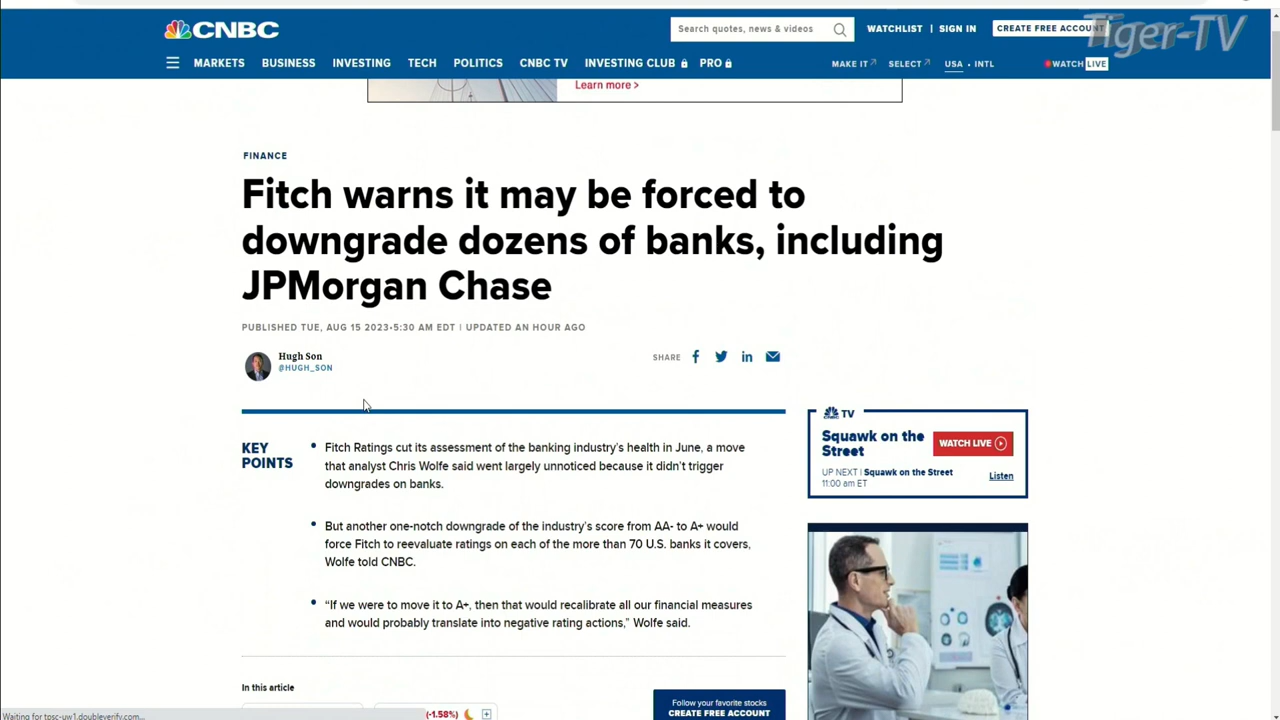 CNBC
Search quotes, news & videos
WATCHLIST | SIGN IN
CREATE FREE ACCOUNT
Tiger-TV
MARKETS BUSINESS INVESTING TECH POLITICS CNBC TV INVESTING CLUB PRO
MAKE IT SELECT USA • INTL
WATCH LIVE
Learn more >
FINANCE
Fitch warns it may be forced to
downgrade dozens of banks, including
JPMorgan Chase
PUBLISHED TUE, AUG 15 2023•5:30 AM EDT | UPDATED AN HOUR AGO
Hugh Son
@HUGH_SON
SHARE
KEY
POINTS
• Fitch Ratings cut its assessment of the banking industry’s health in June, a move
that analyst Chris Wolfe said went largely unnoticed because it didn’t trigger
downgrades on banks.
• But another one-notch downgrade of the industry’s score from AA- to A+ would
force Fitch to reevaluate ratings on each of the more than 70 U.S. banks it covers,
Wolfe told CNBC.
• “If we were to move it to A+, then that would recalibrate all our financial measures
and would probably translate into negative rating actions,” Wolfe said.
CNBC TV
Squawk on the
Street
WATCH LIVE
UP NEXT | Squawk on the Street
11:00 am ET
Listen
In this article
(-1.58%)
Follow your favorite stocks
CREATE FREE ACCOUNT
Waiting for tpsc-uw1.doubleverify.com...